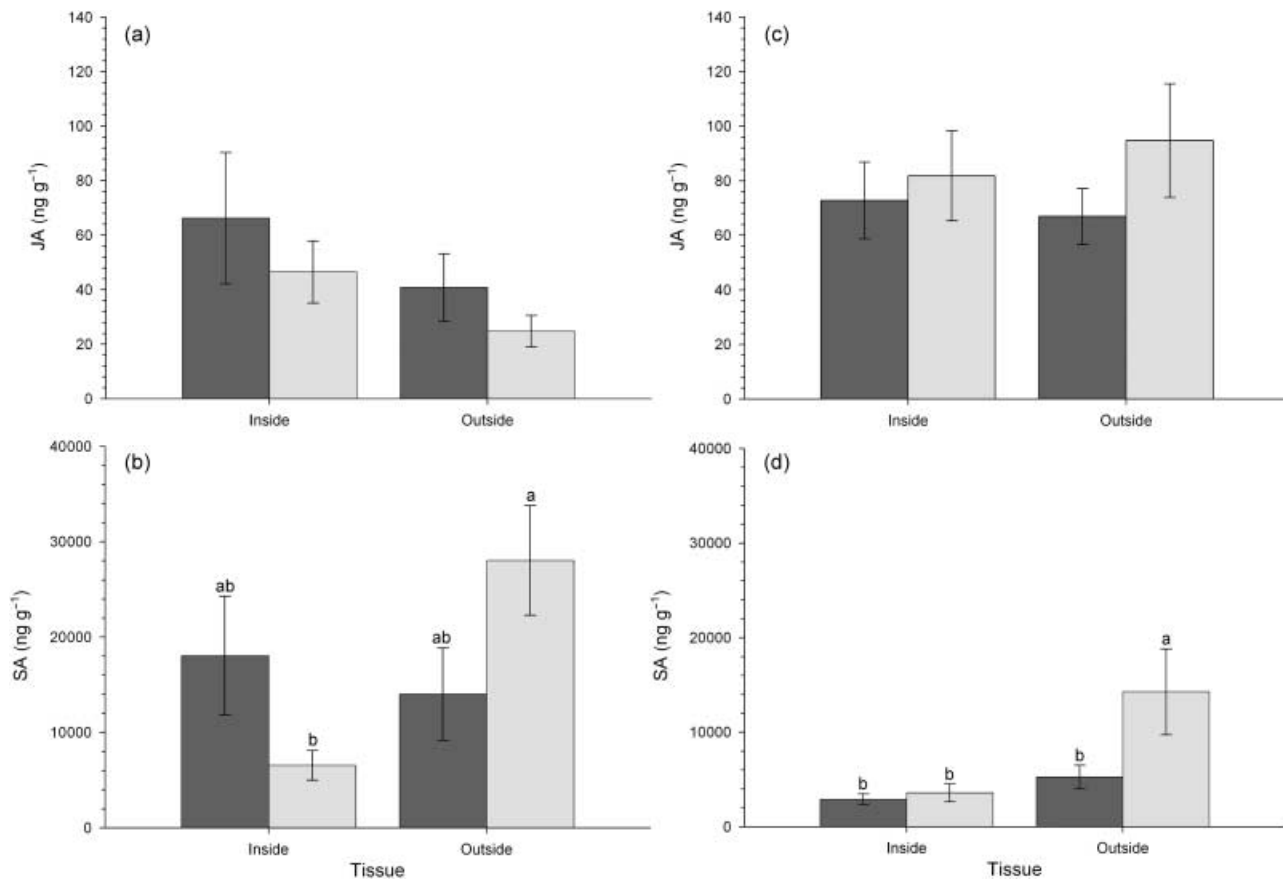 (a)
JA (ng g⁻¹)
140
120
100
80
60
40
20
0
Inside
Outside
(c)
JA (ng g⁻¹)
140
120
100
80
60
40
20
0
Inside
Outside
(b)
SA (ng g⁻¹)
40000
30000
20000
10000
0
ab
b
ab
a
Inside
Outside
Tissue
(d)
SA (ng g⁻¹)
40000
30000
20000
10000
0
b
b
b
a
Inside
Outside
Tissue